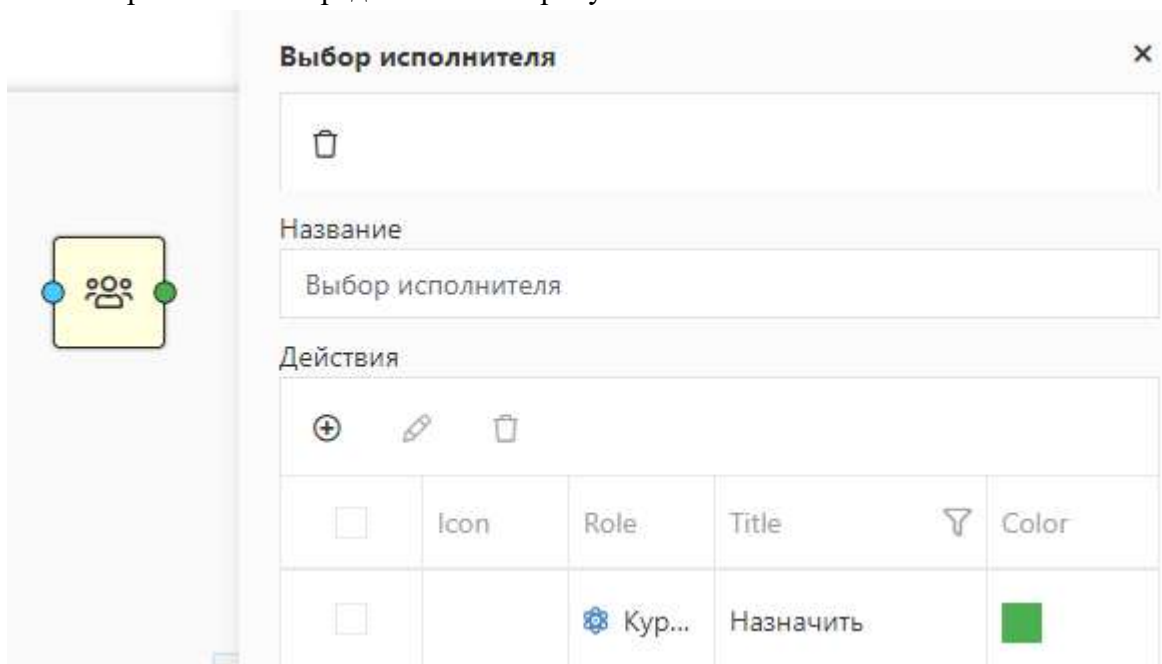 Выбор исполнителя
Название
Выбор исполнителя
Действия
Icon Role Title Color
Кур... Назначить